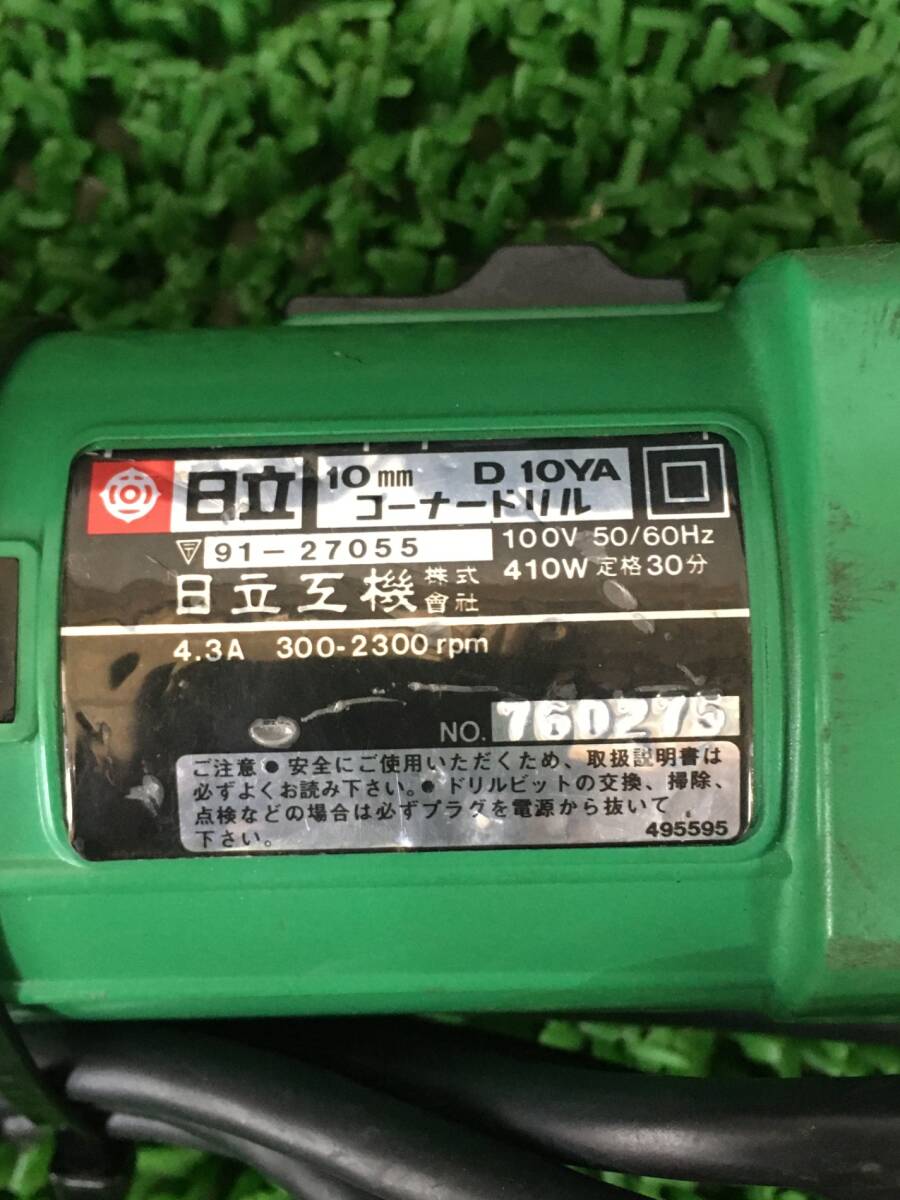 日立
10mm D 10YA
コーナードリル
91-27055
100V 50/60Hz
日立工機株式會社
410W 定格30分
4.3A 300-2300rpm
NO. 760275
ご注意 ● 安全にご使用いただくため、取扱説明書は
必ずよくお読み下さい。● ドリルビットの交換、掃除、
点検などの場合は必ずプラグを電源から抜いて
下さい。
495595